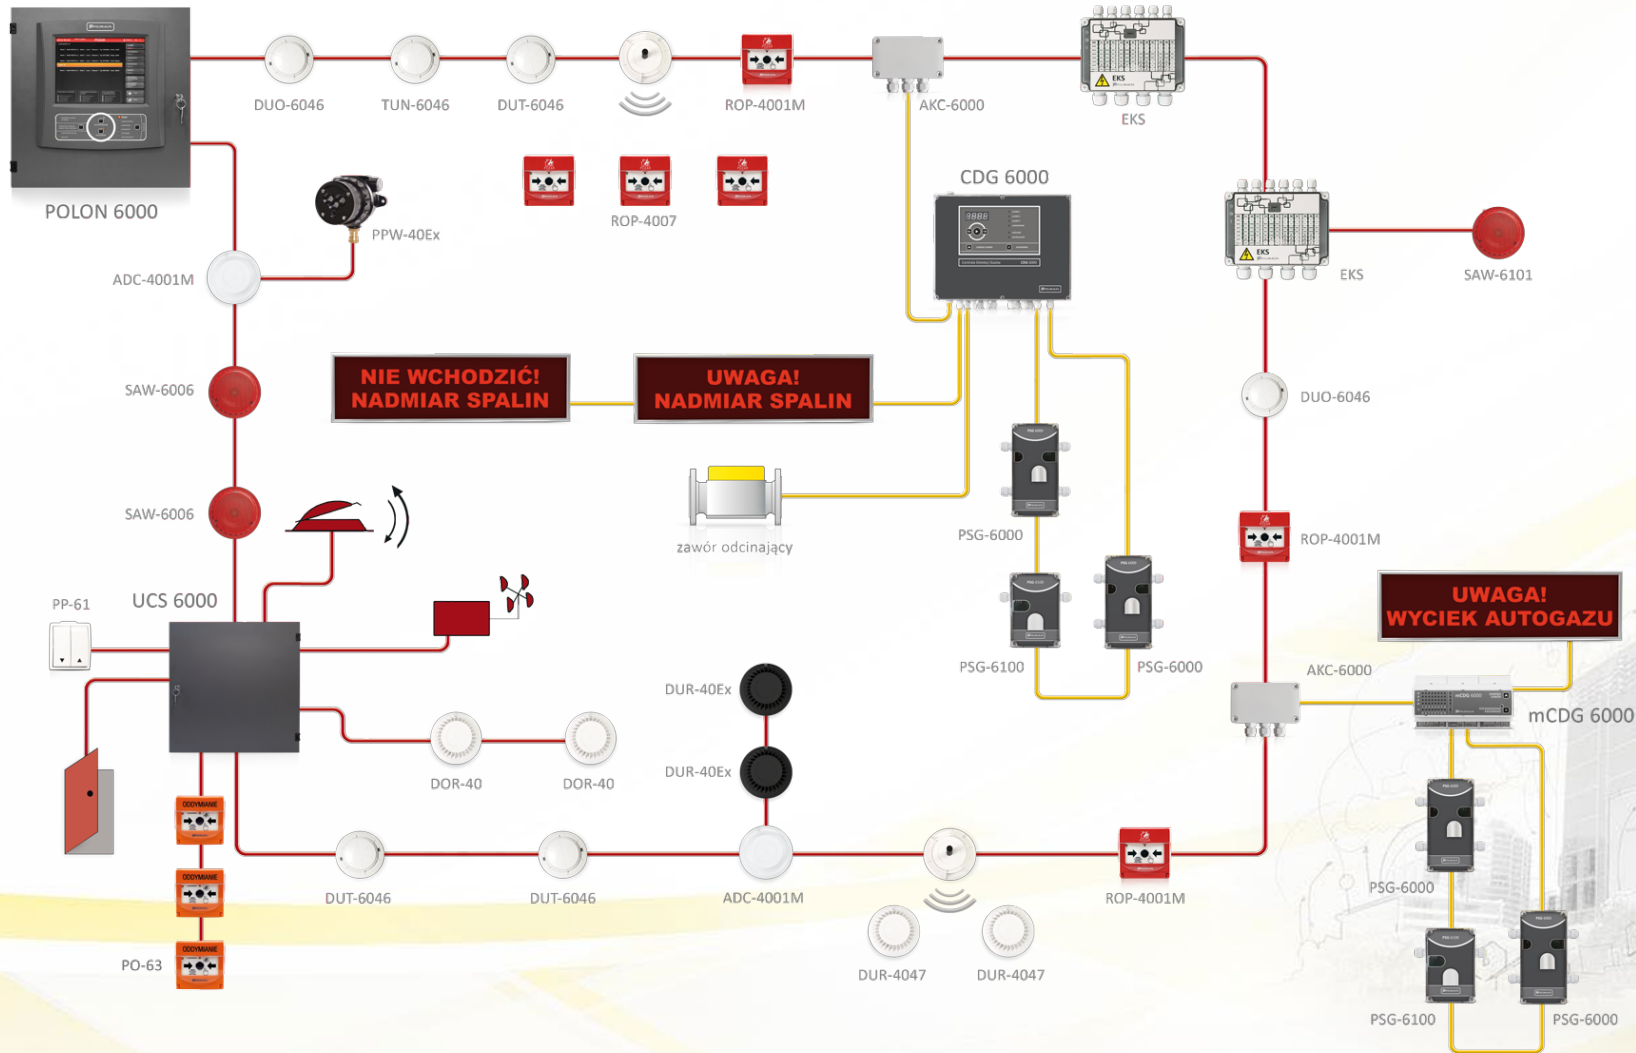 POLON 6000
DUO-6046
TUN-6046
DUT-6046
ROP-4001M
AKC-6000
EKS
EKS
ROP-4007
PPW-40Ex
CDG 6000
ADC-4001M
EKS
EKS
SAW-6101
SAW-6006
NIE WCHODZIĆ!
NADMIAR SPALIN
UWAGA!
NADMIAR SPALIN
DUO-6046
SAW-6006
zawór odcinający
PSG-6000
ROP-4001M
PP-61
UCS 6000
PSG-6100
PSG-6000
UWAGA!
WYCIEK AUTOGAZU
AKC-6000
mCDG 6000
mCDG 6000
DUR-40Ex
DUR-40Ex
DOR-40
DOR-40
ODDYMIANIE
ODDYMIANIE
ODDYMIANIE
PO-63
DUT-6046
DUT-6046
ADC-4001M
ROP-4001M
DUR-4047
DUR-4047
PSG-6000
PSG-6100
PSG-6000